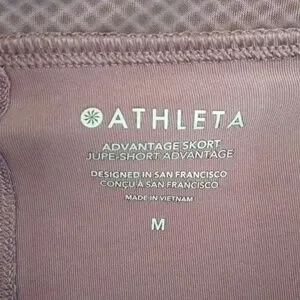 ATHLETA
ADVANTAGE SKORT
JUPE-SHORT ADVANTAGE
DESIGNED IN SAN FRANCISCO
CONÇU À SAN FRANCISCO
MADE IN VIETNAM
M